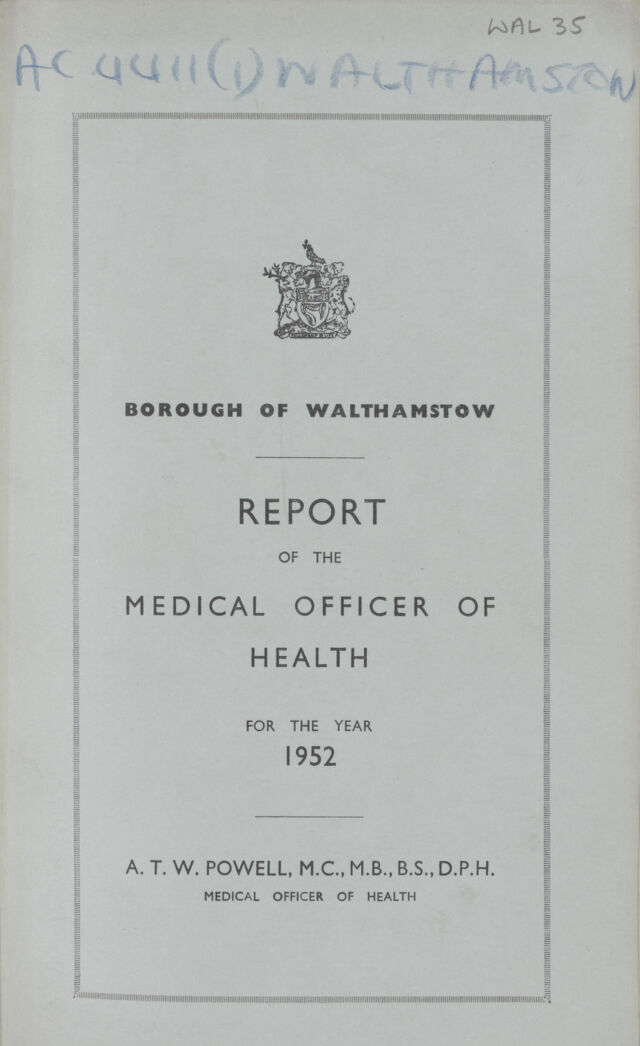 WAL 35
AC 4411(1) WALTHAMSTOW
BOROUGH OF WALTHAMSTOW
REPORT
OF THE
MEDICAL OFFICER OF
HEALTH
FOR THE YEAR
1952
A. T. W. POWELL, M.C., M.B., B.S., D.P.H.
MEDICAL OFFICER OF HEALTH